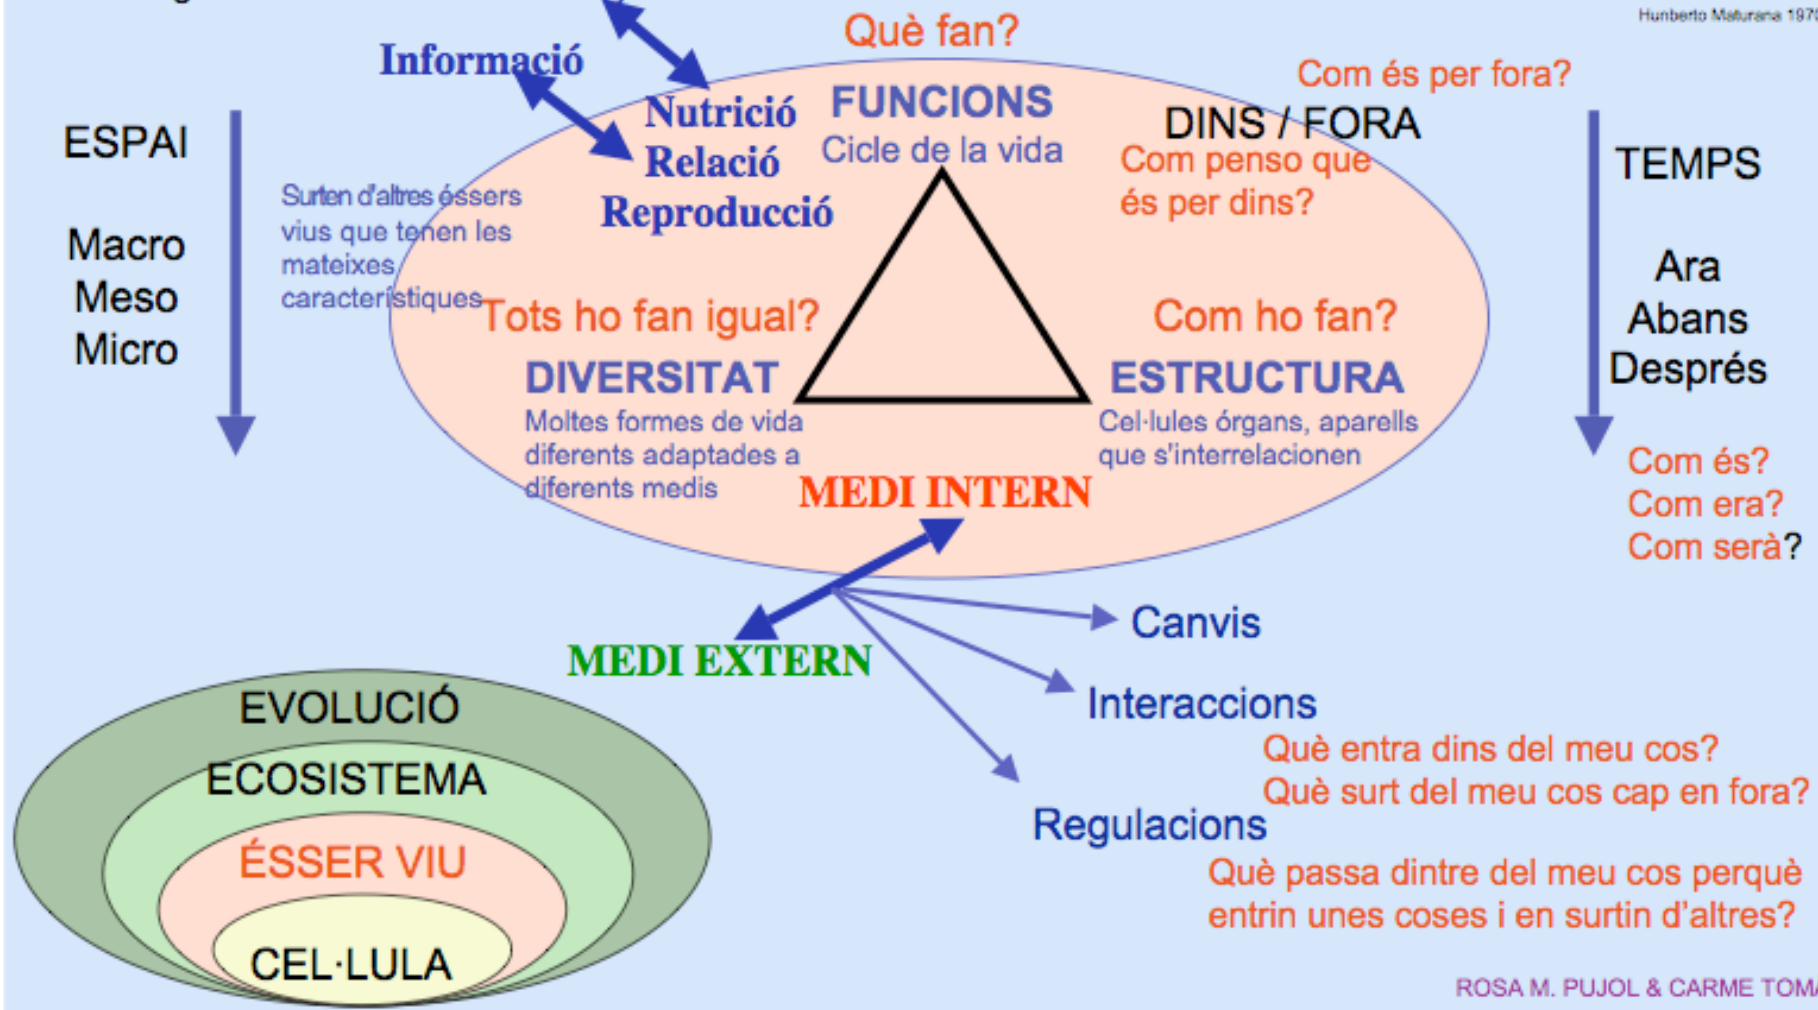 Hunberto Maturana 1970
Què fan?
Informació
Com és per fora?
FUNCIONS
Nutrició
DINS / FORA
ESPAI
Cicle de la vida
Relació
Com penso que
és per dins?
TEMPS
Surten d'altres éssers
vius que tenen les
mateixes
característiques
Reproducció
Macro
Meso
Micro
Ara
Abans
Després
Tots ho fan igual?
Com ho fan?
DIVERSITAT
Moltes formes de vida
diferents adaptades a
diferents medis
ESTRUCTURA
Cel·lules órgans, aparells
que s'interrelacionen
MEDI INTERN
Com és?
Com era?
Com serà?
MEDI EXTERN
Canvis
Interaccions
Què entra dins del meu cos?
Què surt del meu cos cap en fora?
Regulacions
Què passa dintre del meu cos perquè
entrin unes coses i en surtin d'altres?
EVOLUCIÓ
ECOSISTEMA
ÉSSER VIU
CEL·LULA
ROSA M. PUJOL & CARME TOMA